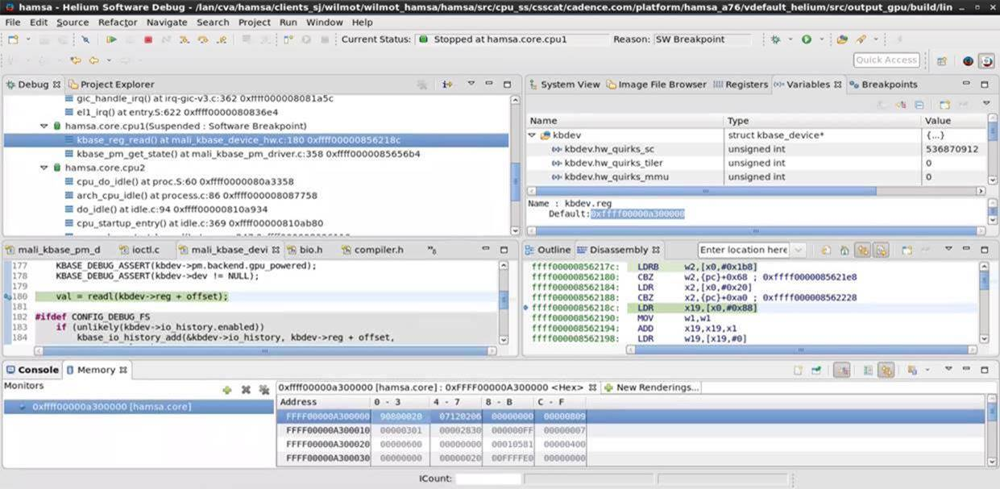 hamsa - Helium Software Debug - /lan/cva/hamsa/clients_sj/wilmot/wilmot_hamsa/hamsa/src/cpu_ss/csscat/cadence.com/platform/hamsa_a76/vdefault_helium/src/output_gpu/build/lin
File Edit Source Refactor Navigate Search Project Run Window Help
Current Status: Stopped at hamsa.core.cpu1 Reason: SW Breakpoint
Quick Access
Debug Project Explorer
gic_handle_irq() at irq-gic-v3.c:362 0xffff000008081a5c
el1_irq() at entry.S:622 0xffff0000080836e4
hamsa.core.cpu1(Suspended : Software Breakpoint)
kbase_reg_read() at mali_kbase_device_hw.c:180 0xffff00000856218c
kbase_pm_get_state() at mali_kbase_pm_driver.c:358 0xffff0000085656b4
hamsa.core.cpu2
cpu_do_idle() at proc.S:60 0xffff0000080a3358
arch_cpu_idle() at process.c:86 0xffff000008087758
do_idle() at idle.c:94 0xffff00000810a934
cpu_startup_entry() at idle.c:369 0xffff00000810ab80
System View Image File Browser Registers Variables Breakpoints
Name Type Value
kbdev struct kbase_device* {...}
kbdev.hw_quirks_sc unsigned int 536870912
kbdev.hw_quirks_tiler unsigned int 0
kbdev.hw_quirks_mmu unsigned int 0
Name : kbdev.reg
Default:0xffff00000a300000
mali_kbase_pm_d ioctl.c mali_kbase_devi bio.h compiler.h
177 KBASE_DEBUG_ASSERT(kbdev->pm.backend.gpu_powered);
178 KBASE_DEBUG_ASSERT(kbdev->dev != NULL);
179
180 val = readl(kbdev->reg + offset);
181
182 #ifdef CONFIG_DEBUG_FS
183 if (unlikely(kbdev->io_history.enabled))
184 kbase_io_history_add(&kbdev->io_history, kbdev->reg + offset,
Outline Disassembly Enter location here
ffff00000856217c: LDRB w2,[x0,#0x1b8]
ffff000008562180: CBZ w2,{pc}+0x68 ; 0xffff0000085621e8
ffff000008562184: LDR x2,[x0,#0x20]
ffff000008562188: CBZ x2,{pc}+0xa0 ; 0xffff000008562228
ffff00000856218c: LDR x19,[x0,#0x88]
ffff000008562190: MOV w1,w1
ffff000008562194: ADD x19,x19,x1
ffff000008562198: LDR w19,[x19,#0]
Console Memory
Monitors
0xffff00000a300000 [hamsa.core]
0xffff00000a300000 [hamsa.core] : 0xFFFF00000A300000 <Hex> New Renderings...
Address 0 - 3 4 - 7 8 - B C - F
FFFF00000A300000 90800020 07120206 00000000 00000809
FFFF00000A300010 00000301 00002830 000000FF 00000007
FFFF00000A300020 00000600 00000000 00010581 00000400
FFFF00000A300030 00000000 00000020 00FFFFE0 00000000
ICount: